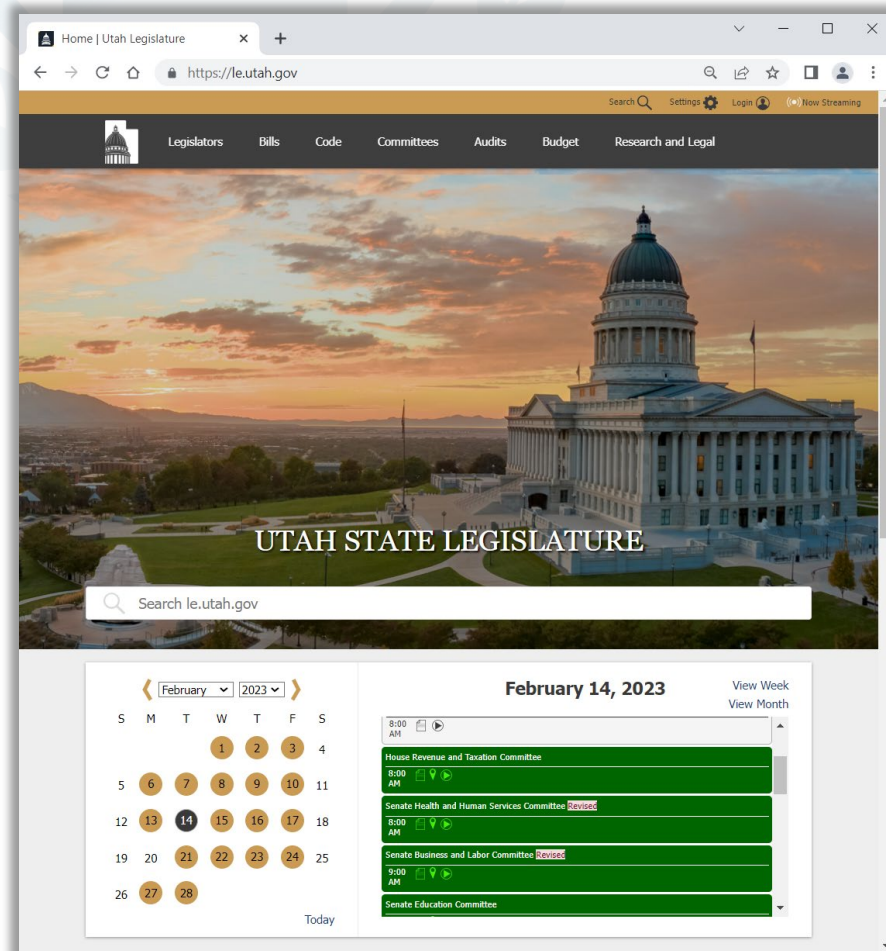 Home | Utah Legislature
https://le.utah.gov
Search Settings Login Now Streaming
Legislators Bills Code Committees Audits Budget Research and Legal
UTAH STATE LEGISLATURE
Search le.utah.gov
February 2023
S M T W T F S
1 2 3 4
5 6 7 8 9 10 11
12 13 14 15 16 17 18
19 20 21 22 23 24 25
26 27 28
Today
February 14, 2023
View Week
View Month
8:00
AM
House Revenue and Taxation Committee
8:00
AM
Senate Health and Human Services Committee Revised
8:00
AM
Senate Business and Labor Committee Revised
9:00
AM
Senate Education Committee